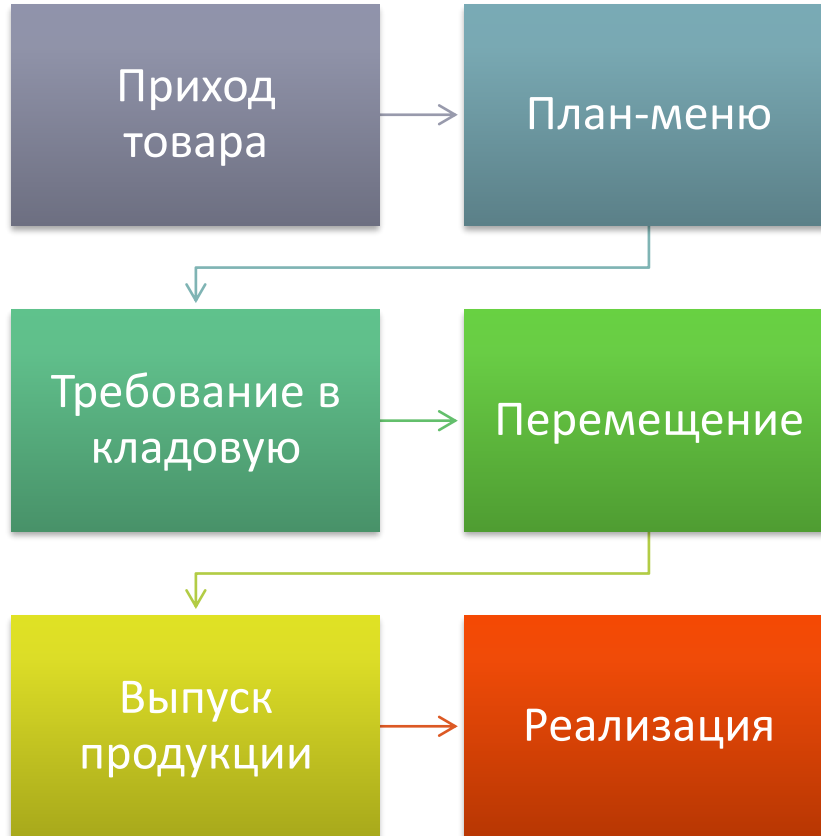 Приход
товара
План-меню
Требование в
кладовую
Перемещение
Выпуск
продукции
Реализация